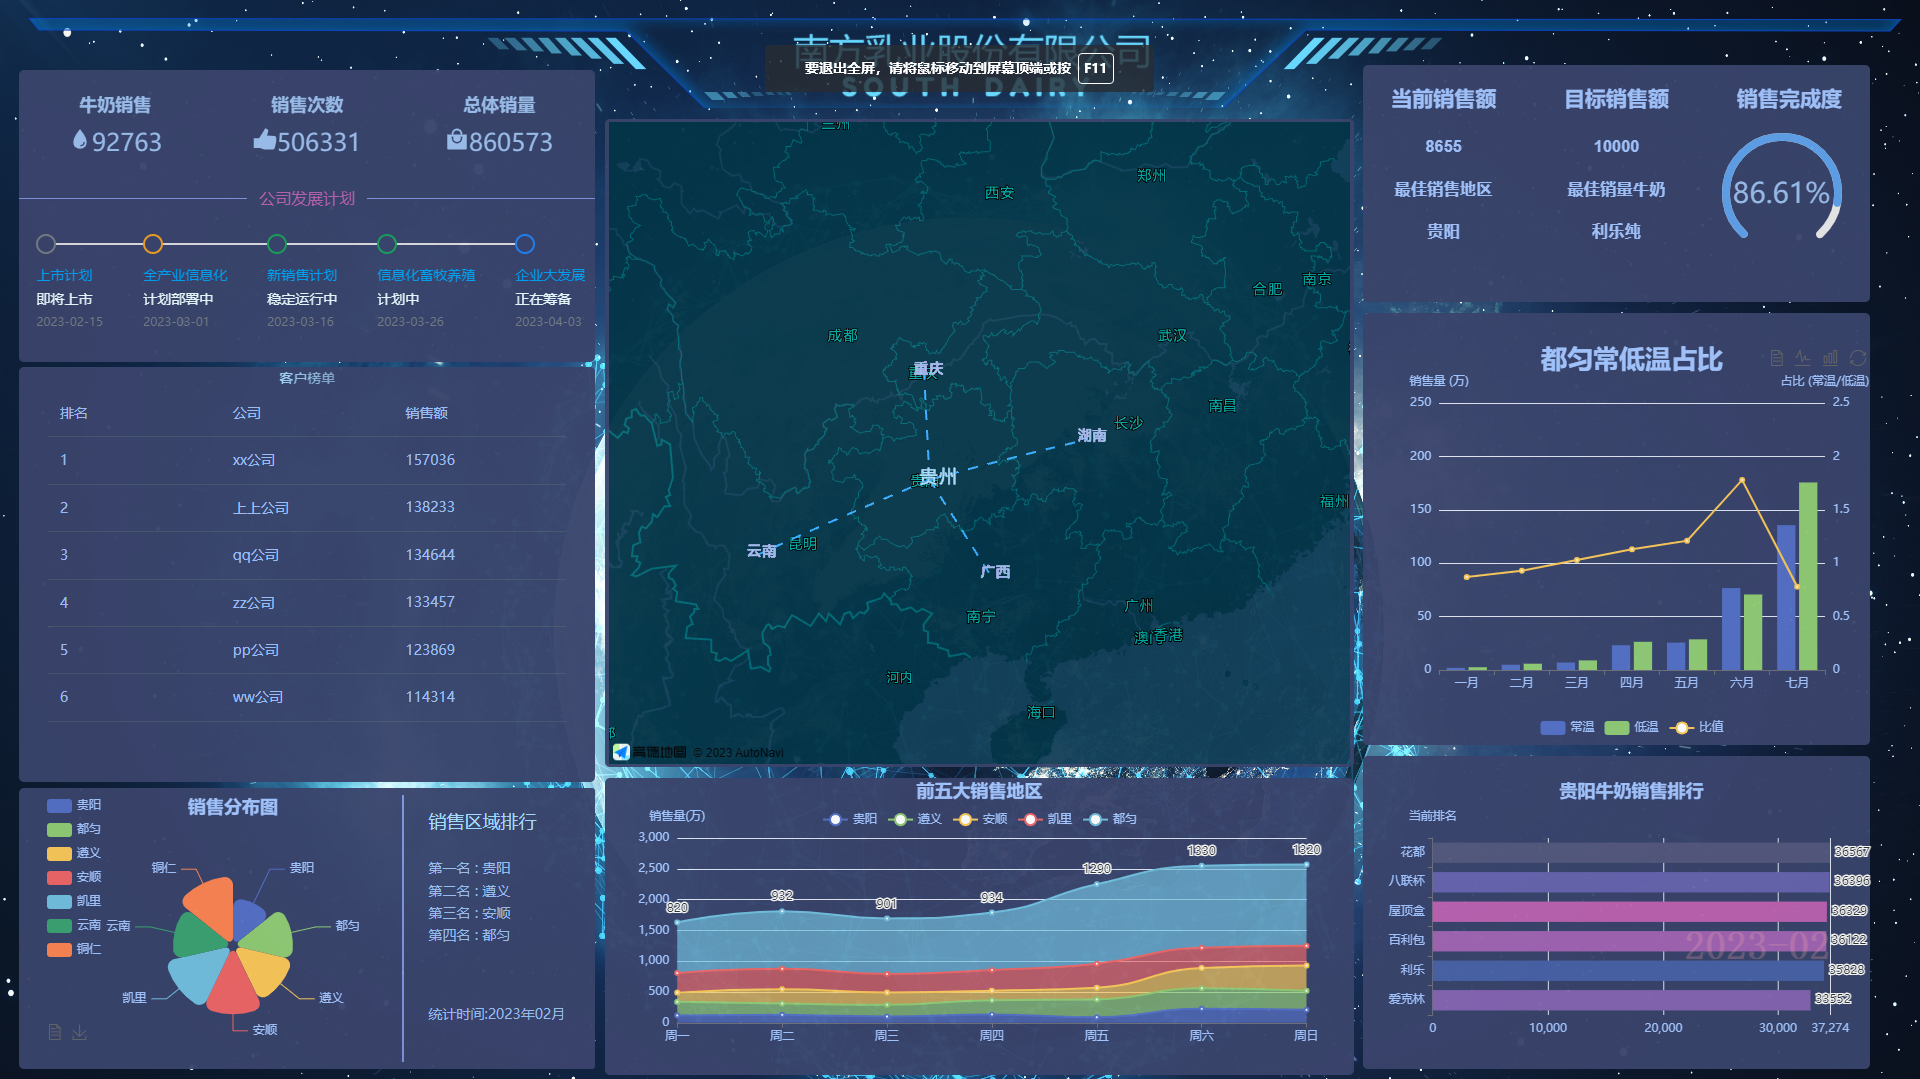 南方乳业股份有限公司
SOUTH DAIRY
要退出全屏，请将鼠标移动到屏幕顶端或按 F11
牛奶销售 销售次数 总体销量
92763 506331 860573
公司发展计划
上市计划 全产业信息化 新销售计划 信息化畜牧养殖 企业大发展
即将上市 计划部署中 稳定运行中 计划中 正在筹备
2023-02-15 2023-03-01 2023-03-16 2023-03-26 2023-04-03
客户榜单
排名 公司 销售额
1 xx公司 157036
2 上上公司 138233
3 qq公司 134644
4 zz公司 133457
5 pp公司 123869
6 ww公司 114314
贵阳
都匀
遵义
安顺
凯里
云南
铜仁
销售分布图
铜仁 贵阳
云南 都匀
凯里 遵义
安顺
销售区域排行
第一名 : 贵阳
第二名 : 遵义
第三名 : 安顺
第四名 : 都匀
统计时间:2023年02月
兰州
郑州
西安
南京
合肥
成都 武汉
重庆
重庆
南昌
长沙
湖南
贵州
福州
昆明
云南
广西
广州
南宁
澳门 香港
河内
海口
高德地图 © 2023 AutoNavi
前五大销售地区
销售量(万)
贵阳 遵义 安顺 凯里 都匀
3,000
2,500
2,000
1,500
1,000
500
0
820 932 901 934 1290 1330 1320
周一 周二 周三 周四 周五 周六 周日
当前销售额 目标销售额 销售完成度
8655 10000
86.61%
最佳销售地区 最佳销量牛奶
贵阳 利乐纯
都匀常低温占比
销售量 (万) 占比 (常温/低温)
250 2.5
200 2
150 1.5
100 1
50 0.5
0 0
一月 二月 三月 四月 五月 六月 七月
常温 低温 比值
贵阳牛奶销售排行
当前排名
花都 36567
八联杯 36396
屋顶盒 36329
百利包 36122
利乐 35828
爱克林 33552
2023-02
0 10,000 20,000 30,000 37,274